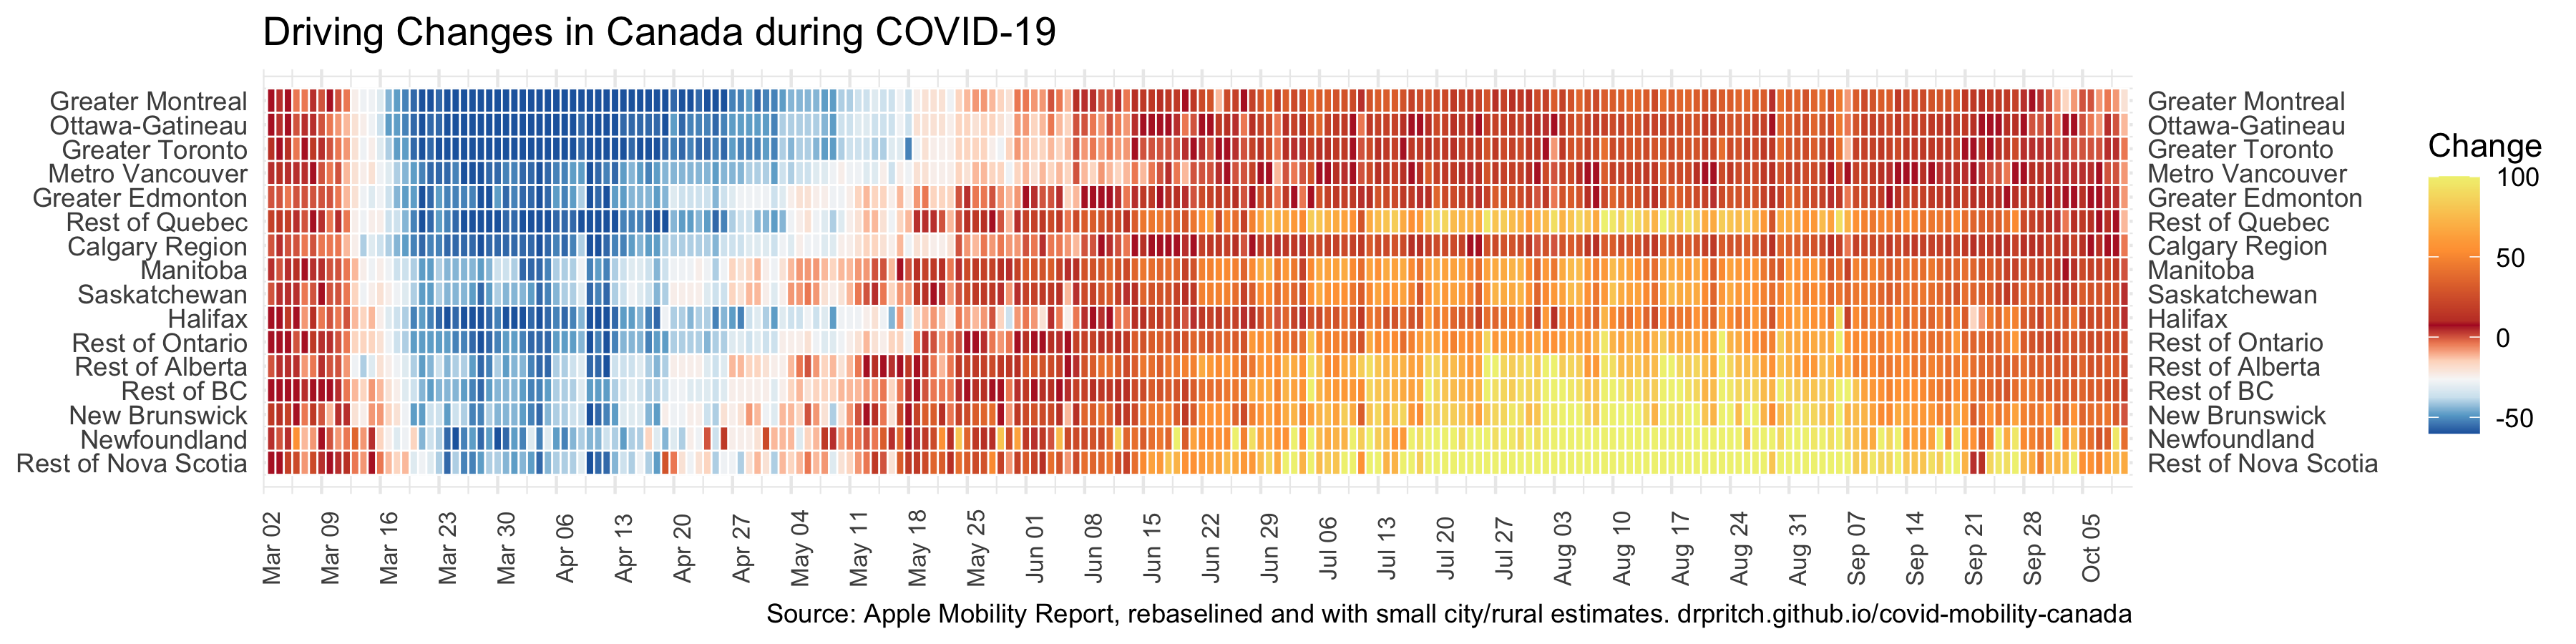 Driving Changes in Canada during COVID-19
Greater Montreal
Ottawa-Gatineau
Greater Toronto
Metro Vancouver
Greater Edmonton
Rest of Quebec
Calgary Region
Manitoba
Saskatchewan
Halifax
Rest of Ontario
Rest of Alberta
Rest of BC
New Brunswick
Newfoundland
Rest of Nova Scotia
Greater Montreal
Ottawa-Gatineau
Greater Toronto
Metro Vancouver
Greater Edmonton
Rest of Quebec
Calgary Region
Manitoba
Saskatchewan
Halifax
Rest of Ontario
Rest of Alberta
Rest of BC
New Brunswick
Newfoundland
Rest of Nova Scotia
Change
100
50
0
-50
Mar 02
Mar 09
Mar 16
Mar 23
Mar 30
Apr 06
Apr 13
Apr 20
Apr 27
May 04
May 11
May 18
May 25
Jun 01
Jun 08
Jun 15
Jun 22
Jun 29
Jul 06
Jul 13
Jul 20
Jul 27
Aug 03
Aug 10
Aug 17
Aug 24
Aug 31
Sep 07
Sep 14
Sep 21
Sep 28
Oct 05
Source: Apple Mobility Report, rebaselined and with small city/rural estimates. drpritch.github.io/covid-mobility-canada